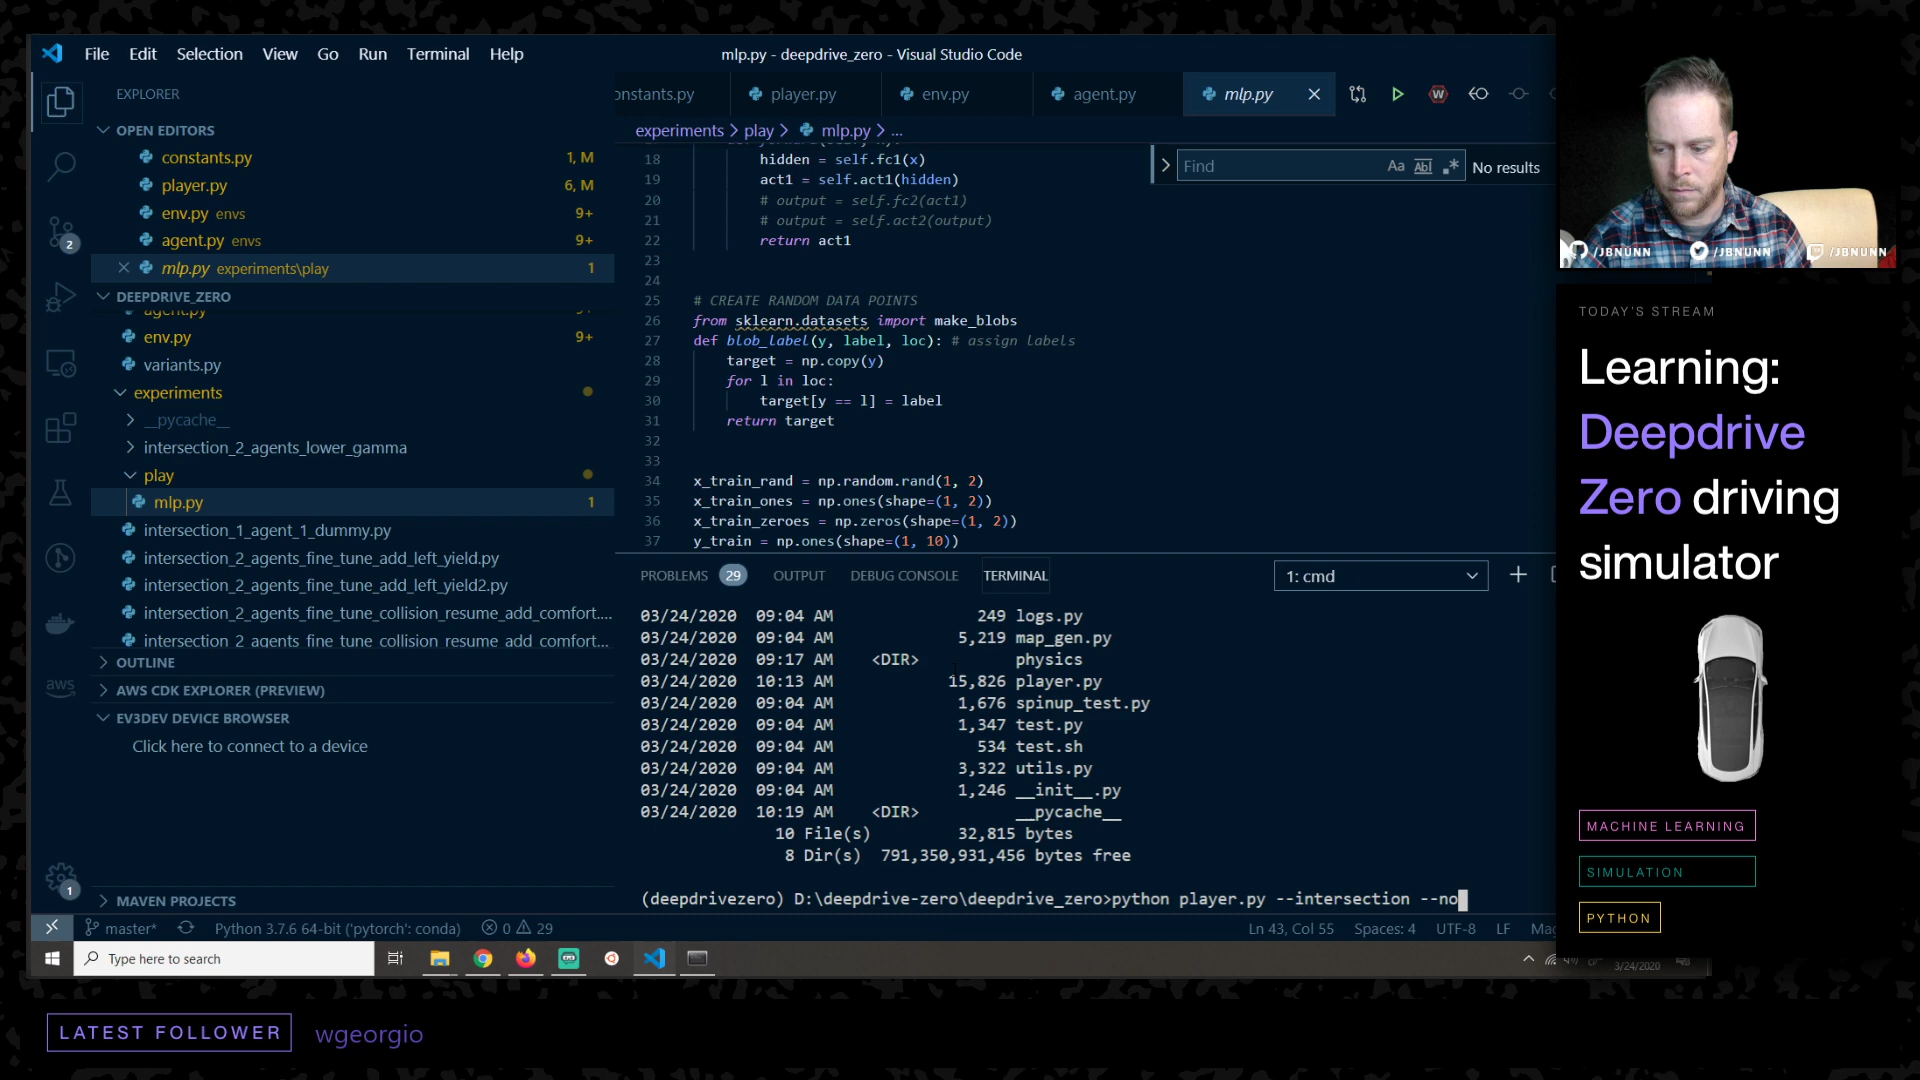 File Edit Selection View Go Run Terminal Help
mlp.py - deepdrive_zero - Visual Studio Code
EXPLORER
OPEN EDITORS
constants.py 1, M
player.py 6, M
env.py envs 9+
agent.py envs 9+
mlp.py experiments\play 1
DEEPDRIVE_ZERO
agent.py 9+
env.py 9+
variants.py
experiments
__pycache__
intersection_2_agents_lower_gamma
play
mlp.py 1
intersection_1_agent_1_dummy.py
intersection_2_agents_fine_tune_add_left_yield.py
intersection_2_agents_fine_tune_add_left_yield2.py
intersection_2_agents_fine_tune_collision_resume_add_comfort....
intersection_2_agents_fine_tune_collision_resume_add_comfort....
OUTLINE
AWS CDK EXPLORER (PREVIEW)
EV3DEV DEVICE BROWSER
Click here to connect to a device
MAVEN PROJECTS
2
aws
1
onstants.py player.py env.py agent.py mlp.py
experiments > play > mlp.py > ...
Find Aa Abl .* No results
18 hidden = self.fc1(x)
19 act1 = self.act1(hidden)
20 # output = self.fc2(act1)
21 # output = self.act2(output)
22 return act1
23
24
25 # CREATE RANDOM DATA POINTS
26 from sklearn.datasets import make_blobs
27 def blob_label(y, label, loc): # assign labels
28 target = np.copy(y)
29 for l in loc:
30 target[y == l] = label
31 return target
32
33
34 x_train_rand = np.random.rand(1, 2)
35 x_train_ones = np.ones(shape=(1, 2))
36 x_train_zeroes = np.zeros(shape=(1, 2))
37 y_train = np.ones(shape=(1, 10))
PROBLEMS 29 OUTPUT DEBUG CONSOLE TERMINAL 1: cmd
03/24/2020 09:04 AM 249 logs.py
03/24/2020 09:04 AM 5,219 map_gen.py
03/24/2020 09:17 AM <DIR> physics
03/24/2020 10:13 AM 15,826 player.py
03/24/2020 09:04 AM 1,676 spinup_test.py
03/24/2020 09:04 AM 1,347 test.py
03/24/2020 09:04 AM 534 test.sh
03/24/2020 09:04 AM 3,322 utils.py
03/24/2020 09:04 AM 1,246 __init__.py
03/24/2020 10:19 AM <DIR> __pycache__
10 File(s) 32,815 bytes
8 Dir(s) 791,350,931,456 bytes free
(deepdrivezero) D:\deepdrive-zero\deepdrive_zero>python player.py --intersection --no
master* Python 3.7.6 64-bit ('pytorch': conda) 0 29 Ln 43, Col 55 Spaces: 4 UTF-8 LF
Type here to search
3/24/2020
/JBNUNN /JBNUNN /JBNUNN
TODAY'S STREAM
Learning:
Deepdrive
Zero driving
simulator
MACHINE LEARNING
SIMULATION
PYTHON
LATEST FOLLOWER wgeorgio